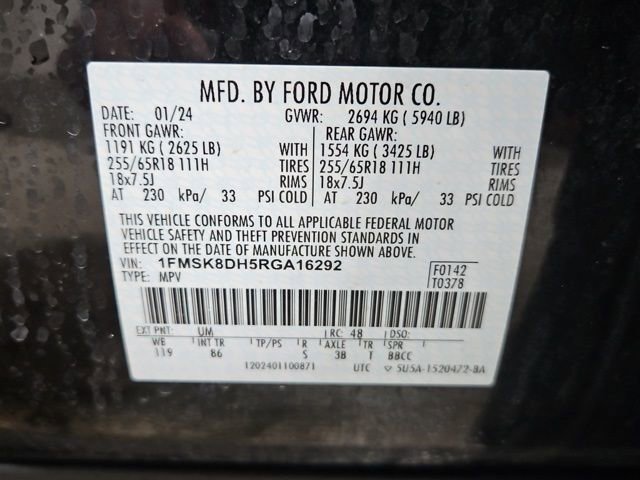 MFD. BY FORD MOTOR CO.
DATE: 01/24 GVWR: 2694 KG ( 5940 LB)
FRONT GAWR: REAR GAWR:
1191 KG ( 2625 LB) WITH 1554 KG ( 3425 LB) WITH
255/65R18 111H TIRES 255/65R18 111H TIRES
18x7.5J RIMS 18x7.5J RIMS
AT 230 kPa/ 33 PSI COLD AT 230 kPa/ 33 PSI COLD
THIS VEHICLE CONFORMS TO ALL APPLICABLE FEDERAL MOTOR
VEHICLE SAFETY AND THEFT PREVENTION STANDARDS IN
EFFECT ON THE DATE OF MANUFACTURE SHOWN ABOVE.
VIN: 1FMSK8DH5RGA16292 F0142
TYPE: MPV T0378
EXT PNT: UM RC: 48 DSO:
WB INT TR TP/PS R AXLE TR SPR
119 B6 S 3B T BBCC
1202401100871 UTC 5U5A-1520472-BA